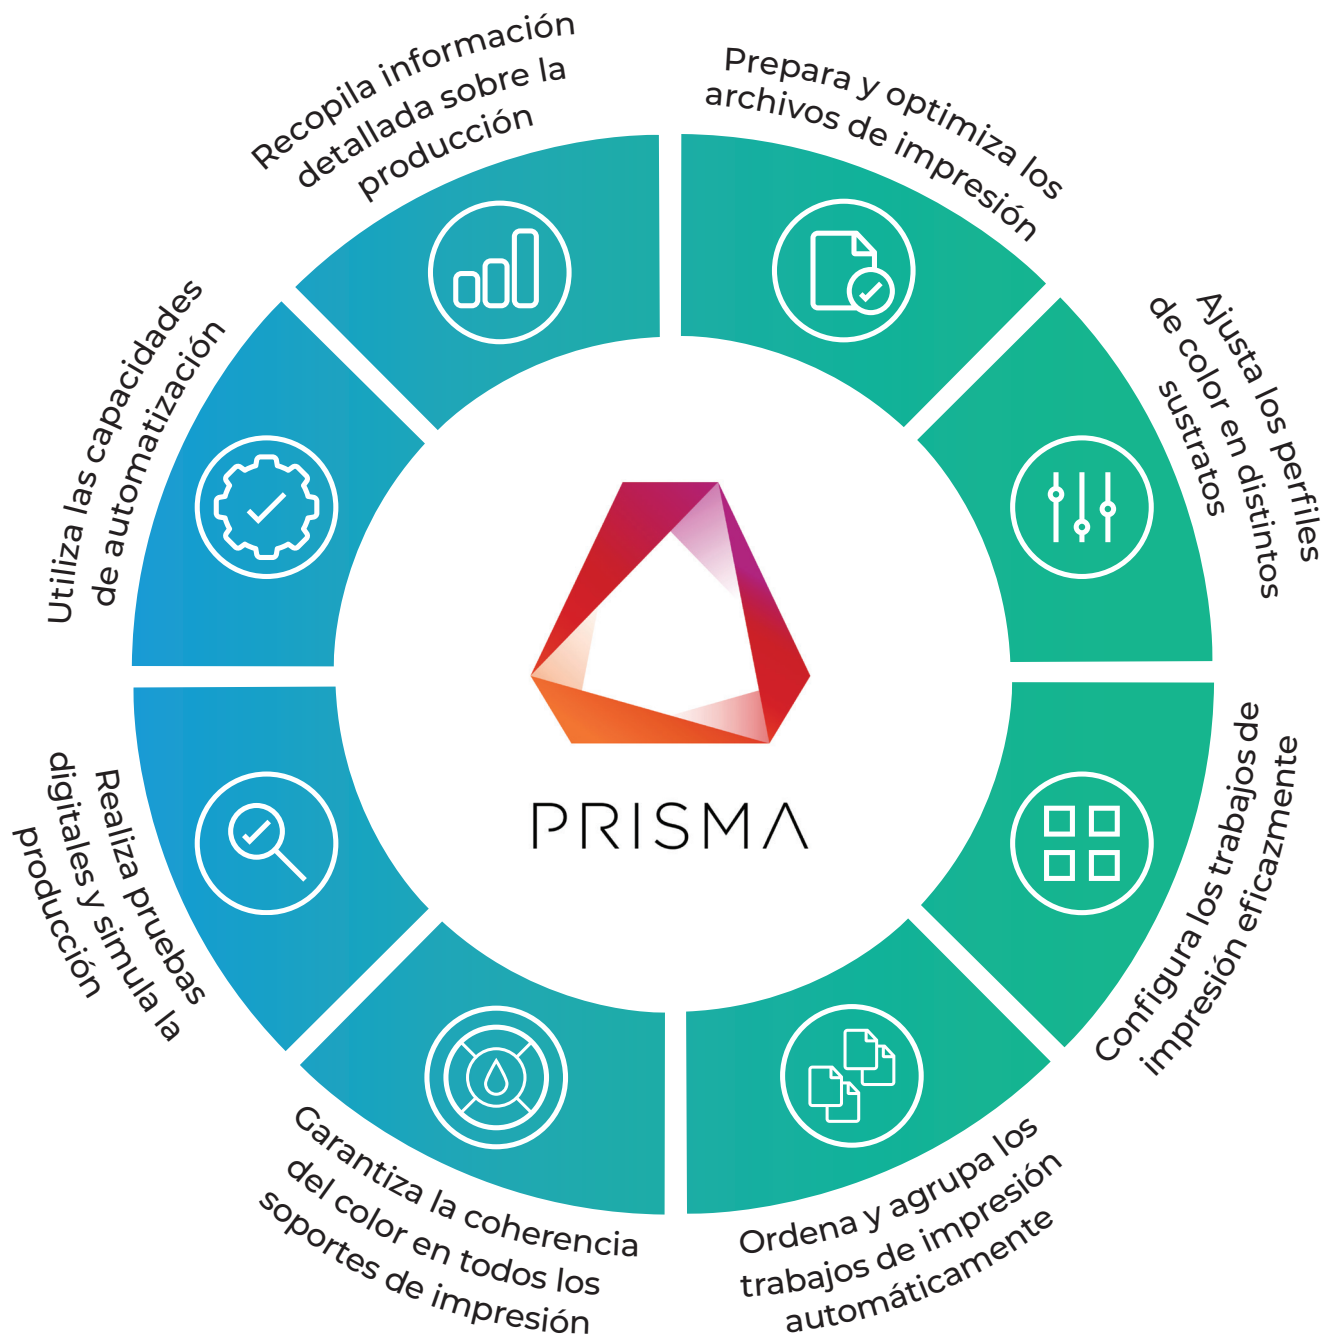 Prepara y optimiza los
archivos de impresión
Ajusta los perfiles
de color en distintos
sustratos
Configura los trabajos de
impresión eficazmente
Ordena y agrupa los
trabajos de impresión
automáticamente
Garantiza la coherencia
del color en todos los
soportes de impresión
Realiza pruebas
digitales y simula la
producción
Utiliza las capacidades
de automatización
Recopila información
detallada sobre la
producción
PRISMA